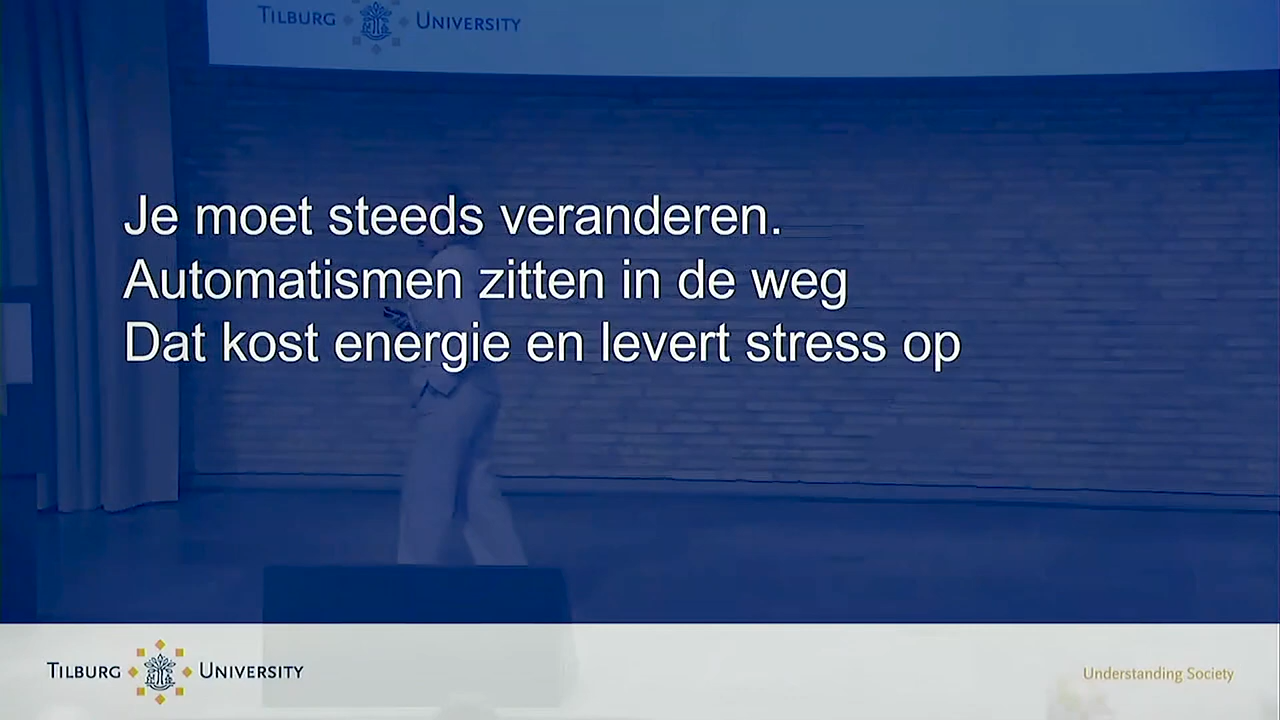 TILBURG UNIVERSITY
Je moet steeds veranderen.
Automatismen zitten in de weg
Dat kost energie en levert stress op
TILBURG UNIVERSITY
Understanding Society